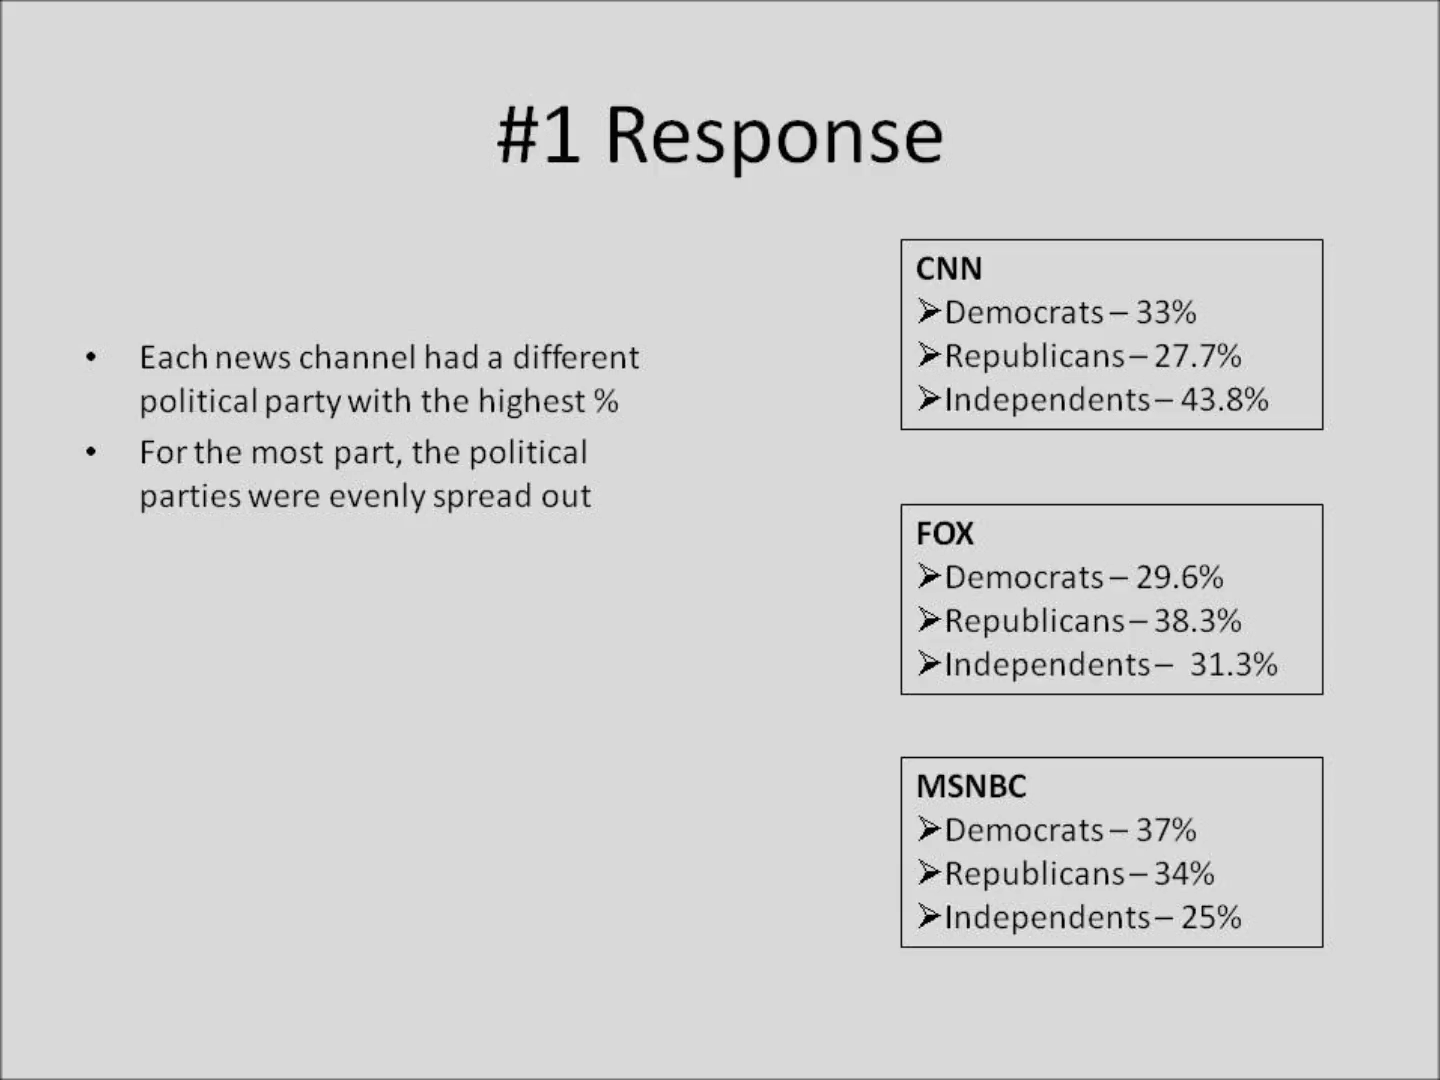 #1 Response
• Each news channel had a different
political party with the highest %
• For the most part, the political
parties were evenly spread out
CNN
➢Democrats – 33%
➢Republicans – 27.7%
➢Independents – 43.8%
FOX
➢Democrats – 29.6%
➢Republicans – 38.3%
➢Independents – 31.3%
MSNBC
➢Democrats – 37%
➢Republicans – 34%
➢Independents – 25%